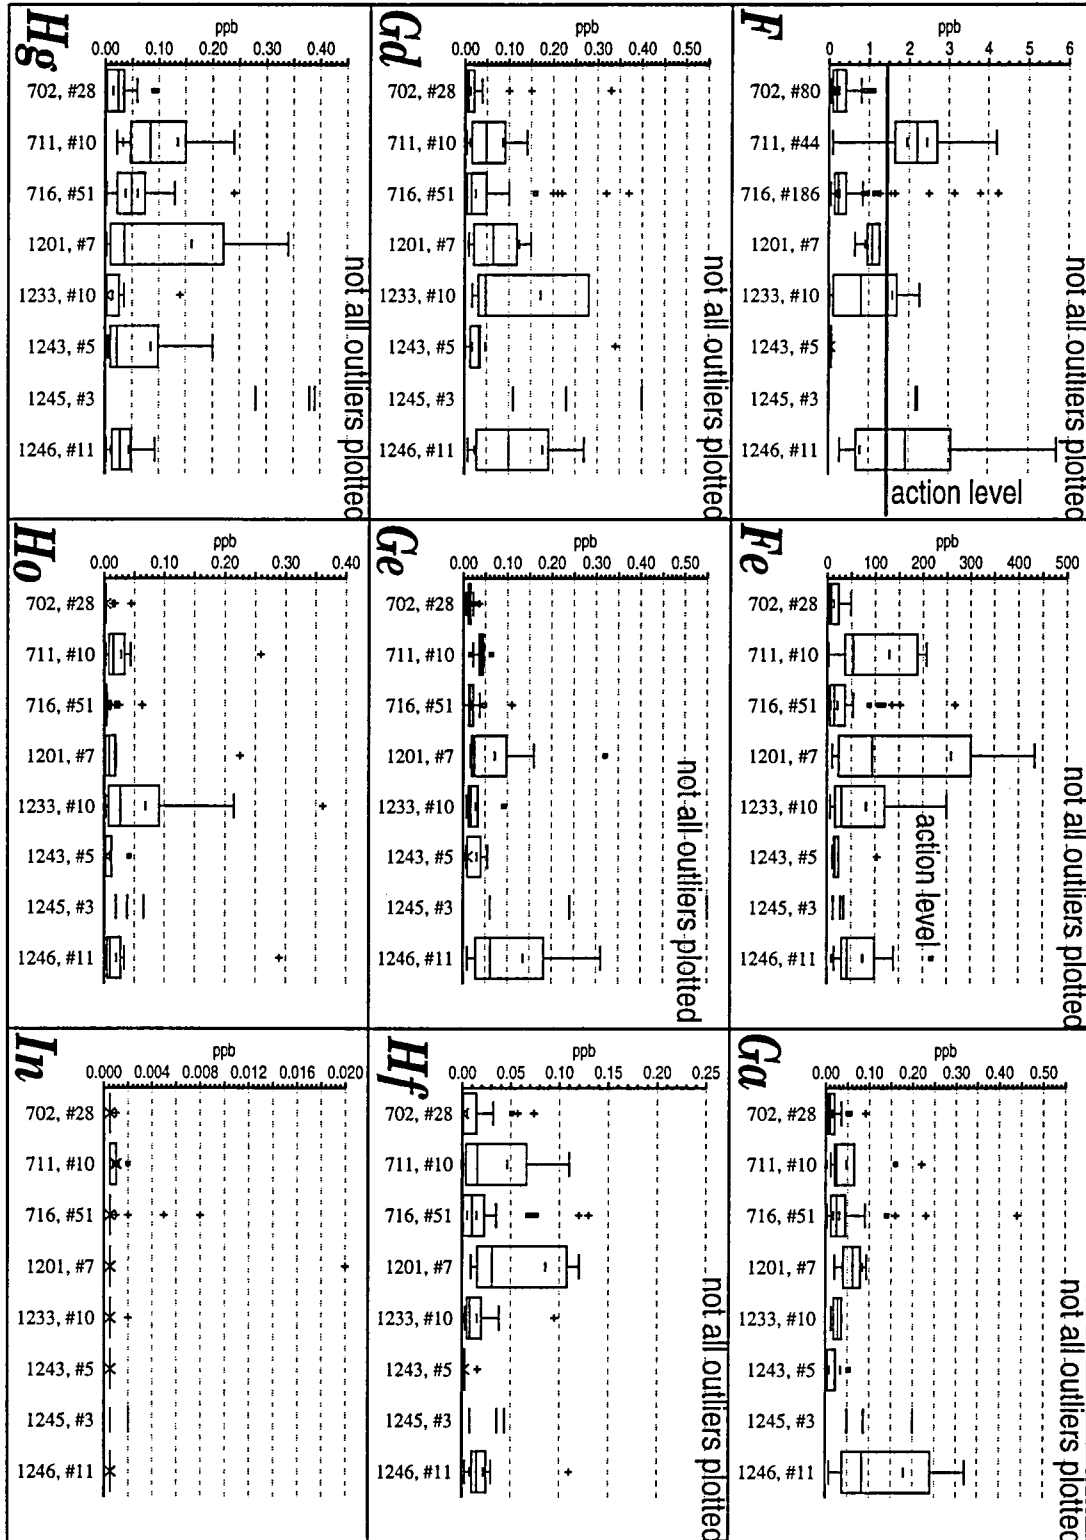 F
ppb
0 1 2 3 4 5 6
702, #80
711, #44
716, #186
1201, #7
1233, #10
1243, #5
1245, #3
1246, #11
not all outliers plotted
action level
Fe
ppb
0 100 200 300 400 500
702, #28
711, #10
716, #51
1201, #7
1233, #10
1243, #5
1245, #3
1246, #11
not all outliers plotted
action level
Ga
ppb
0.00 0.10 0.20 0.30 0.40 0.50
702, #28
711, #10
716, #51
1201, #7
1233, #10
1243, #5
1245, #3
1246, #11
not all outliers plotted
Gd
ppb
0.00 0.10 0.20 0.30 0.40 0.50
702, #28
711, #10
716, #51
1201, #7
1233, #10
1243, #5
1245, #3
1246, #11
not all outliers plotted
Ge
ppb
0.00 0.10 0.20 0.30 0.40 0.50
702, #28
711, #10
716, #51
1201, #7
1233, #10
1243, #5
1245, #3
1246, #11
not all outliers plotted
Hf
ppb
0.00 0.05 0.10 0.15 0.20 0.25
702, #28
711, #10
716, #51
1201, #7
1233, #10
1243, #5
1245, #3
1246, #11
not all outliers plotted
Hg
ppb
0.00 0.10 0.20 0.30 0.40
702, #28
711, #10
716, #51
1201, #7
1233, #10
1243, #5
1245, #3
1246, #11
not all outliers plotted
Ho
ppb
0.00 0.10 0.20 0.30 0.40
702, #28
711, #10
716, #51
1201, #7
1233, #10
1243, #5
1245, #3
1246, #11
In
ppb
0.000 0.004 0.008 0.012 0.016 0.020
702, #28
711, #10
716, #51
1201, #7
1233, #10
1243, #5
1245, #3
1246, #11